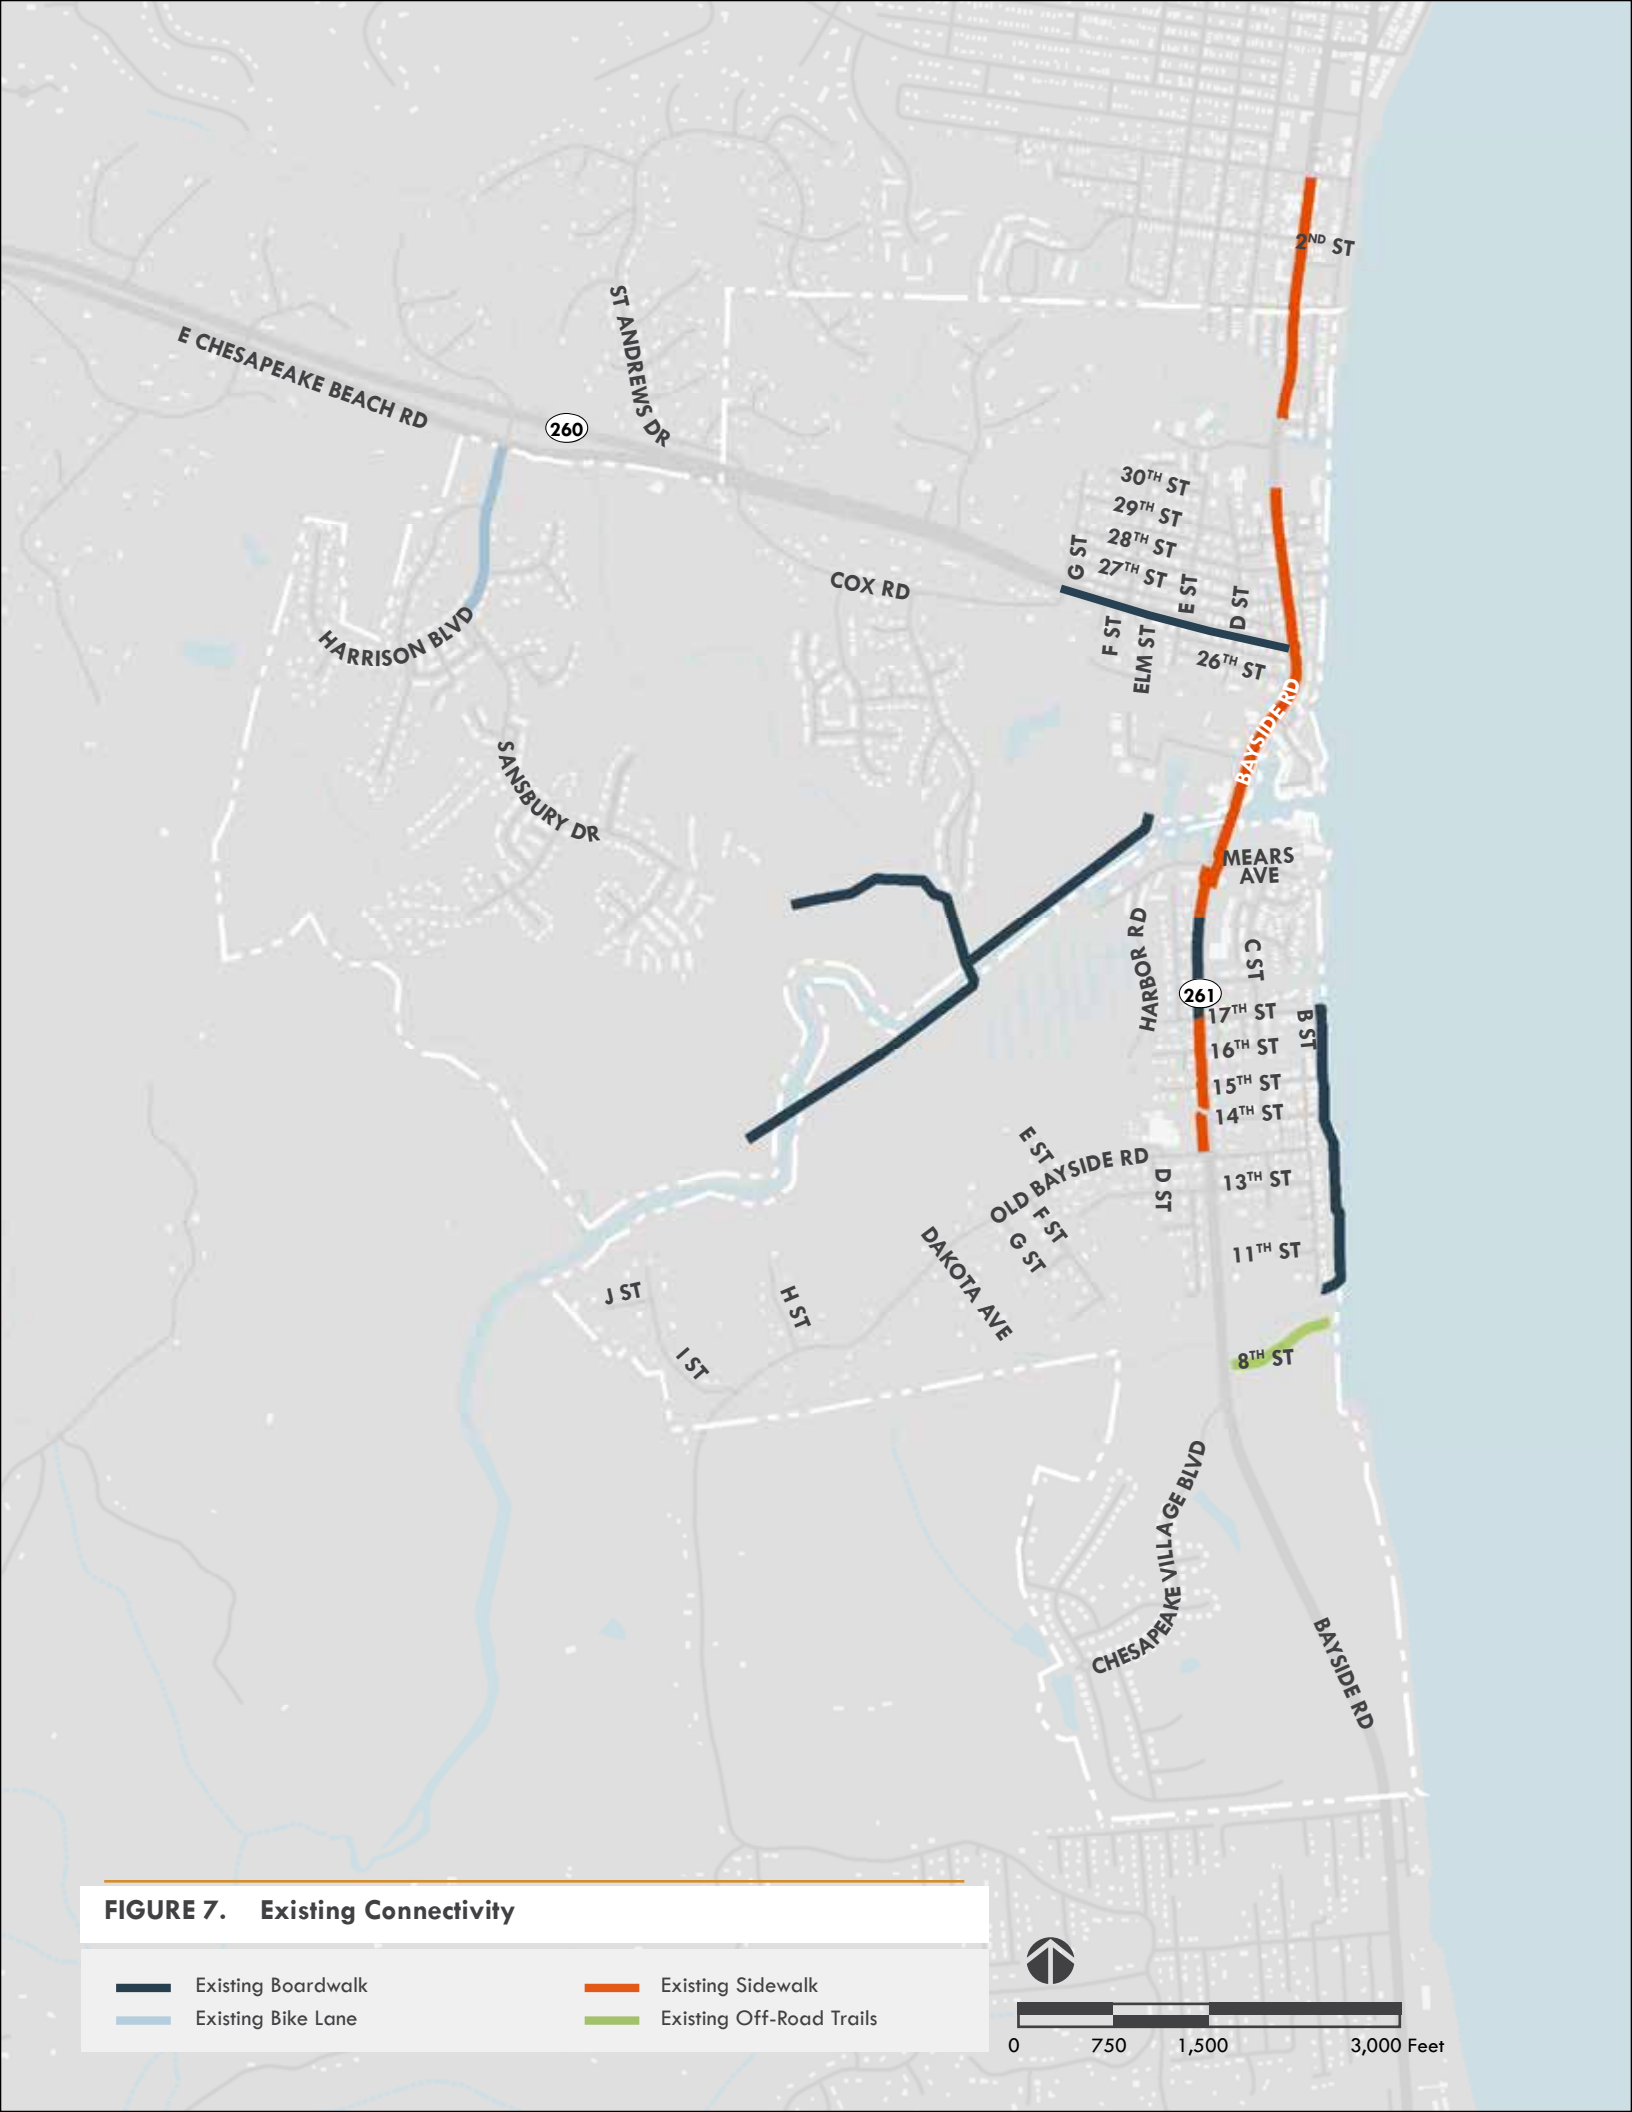 2ND ST
E CHESAPEAKE BEACH RD
ST ANDREWS DR
260
30TH ST
29TH ST
28TH ST
27TH ST
G ST
E ST
D ST
COX RD
F ST
ELM ST
26TH ST
HARRISON BLVD
BAYSIDE RD
SANSBURY DR
MEARS
AVE
HARBOR RD
C ST
261
17TH ST
B ST
16TH ST
15TH ST
14TH ST
E ST
OLD BAYSIDE RD
D ST
13TH ST
F ST
G ST
11TH ST
DAKOTA AVE
J ST
H ST
I ST
8TH ST
CHESAPEAKE VILLAGE BLVD
BAYSIDE RD
FIGURE 7. Existing Connectivity
Existing Boardwalk
Existing Sidewalk
Existing Bike Lane
Existing Off-Road Trails
0 750 1,500 3,000 Feet